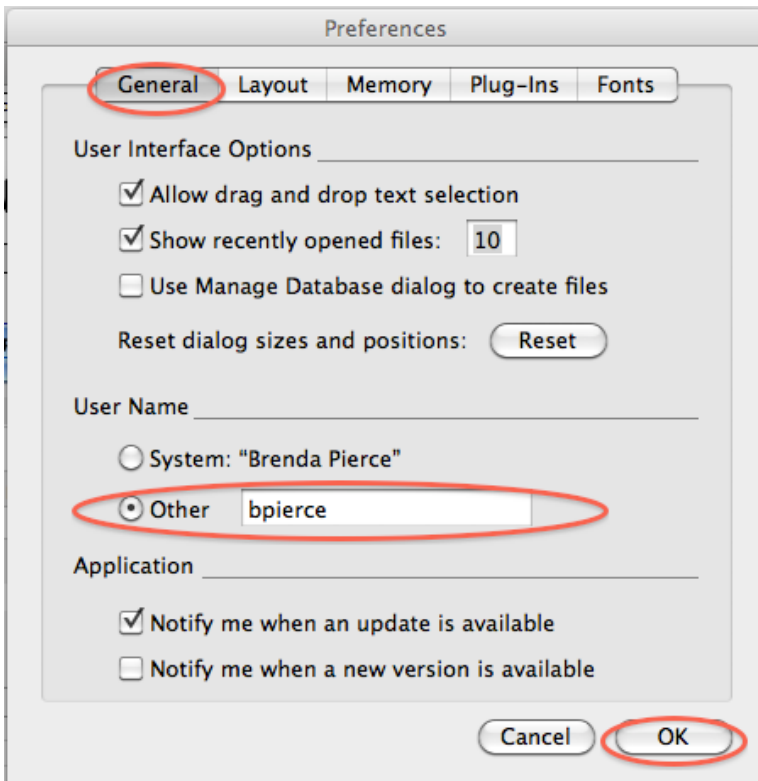 Preferences
General Layout Memory Plug-Ins Fonts
User Interface Options
Allow drag and drop text selection
Show recently opened files: 10
Use Manage Database dialog to create files
Reset dialog sizes and positions: Reset
User Name
System: “Brenda Pierce”
Other bpierce
Application
Notify me when an update is available
Notify me when a new version is available
Cancel OK